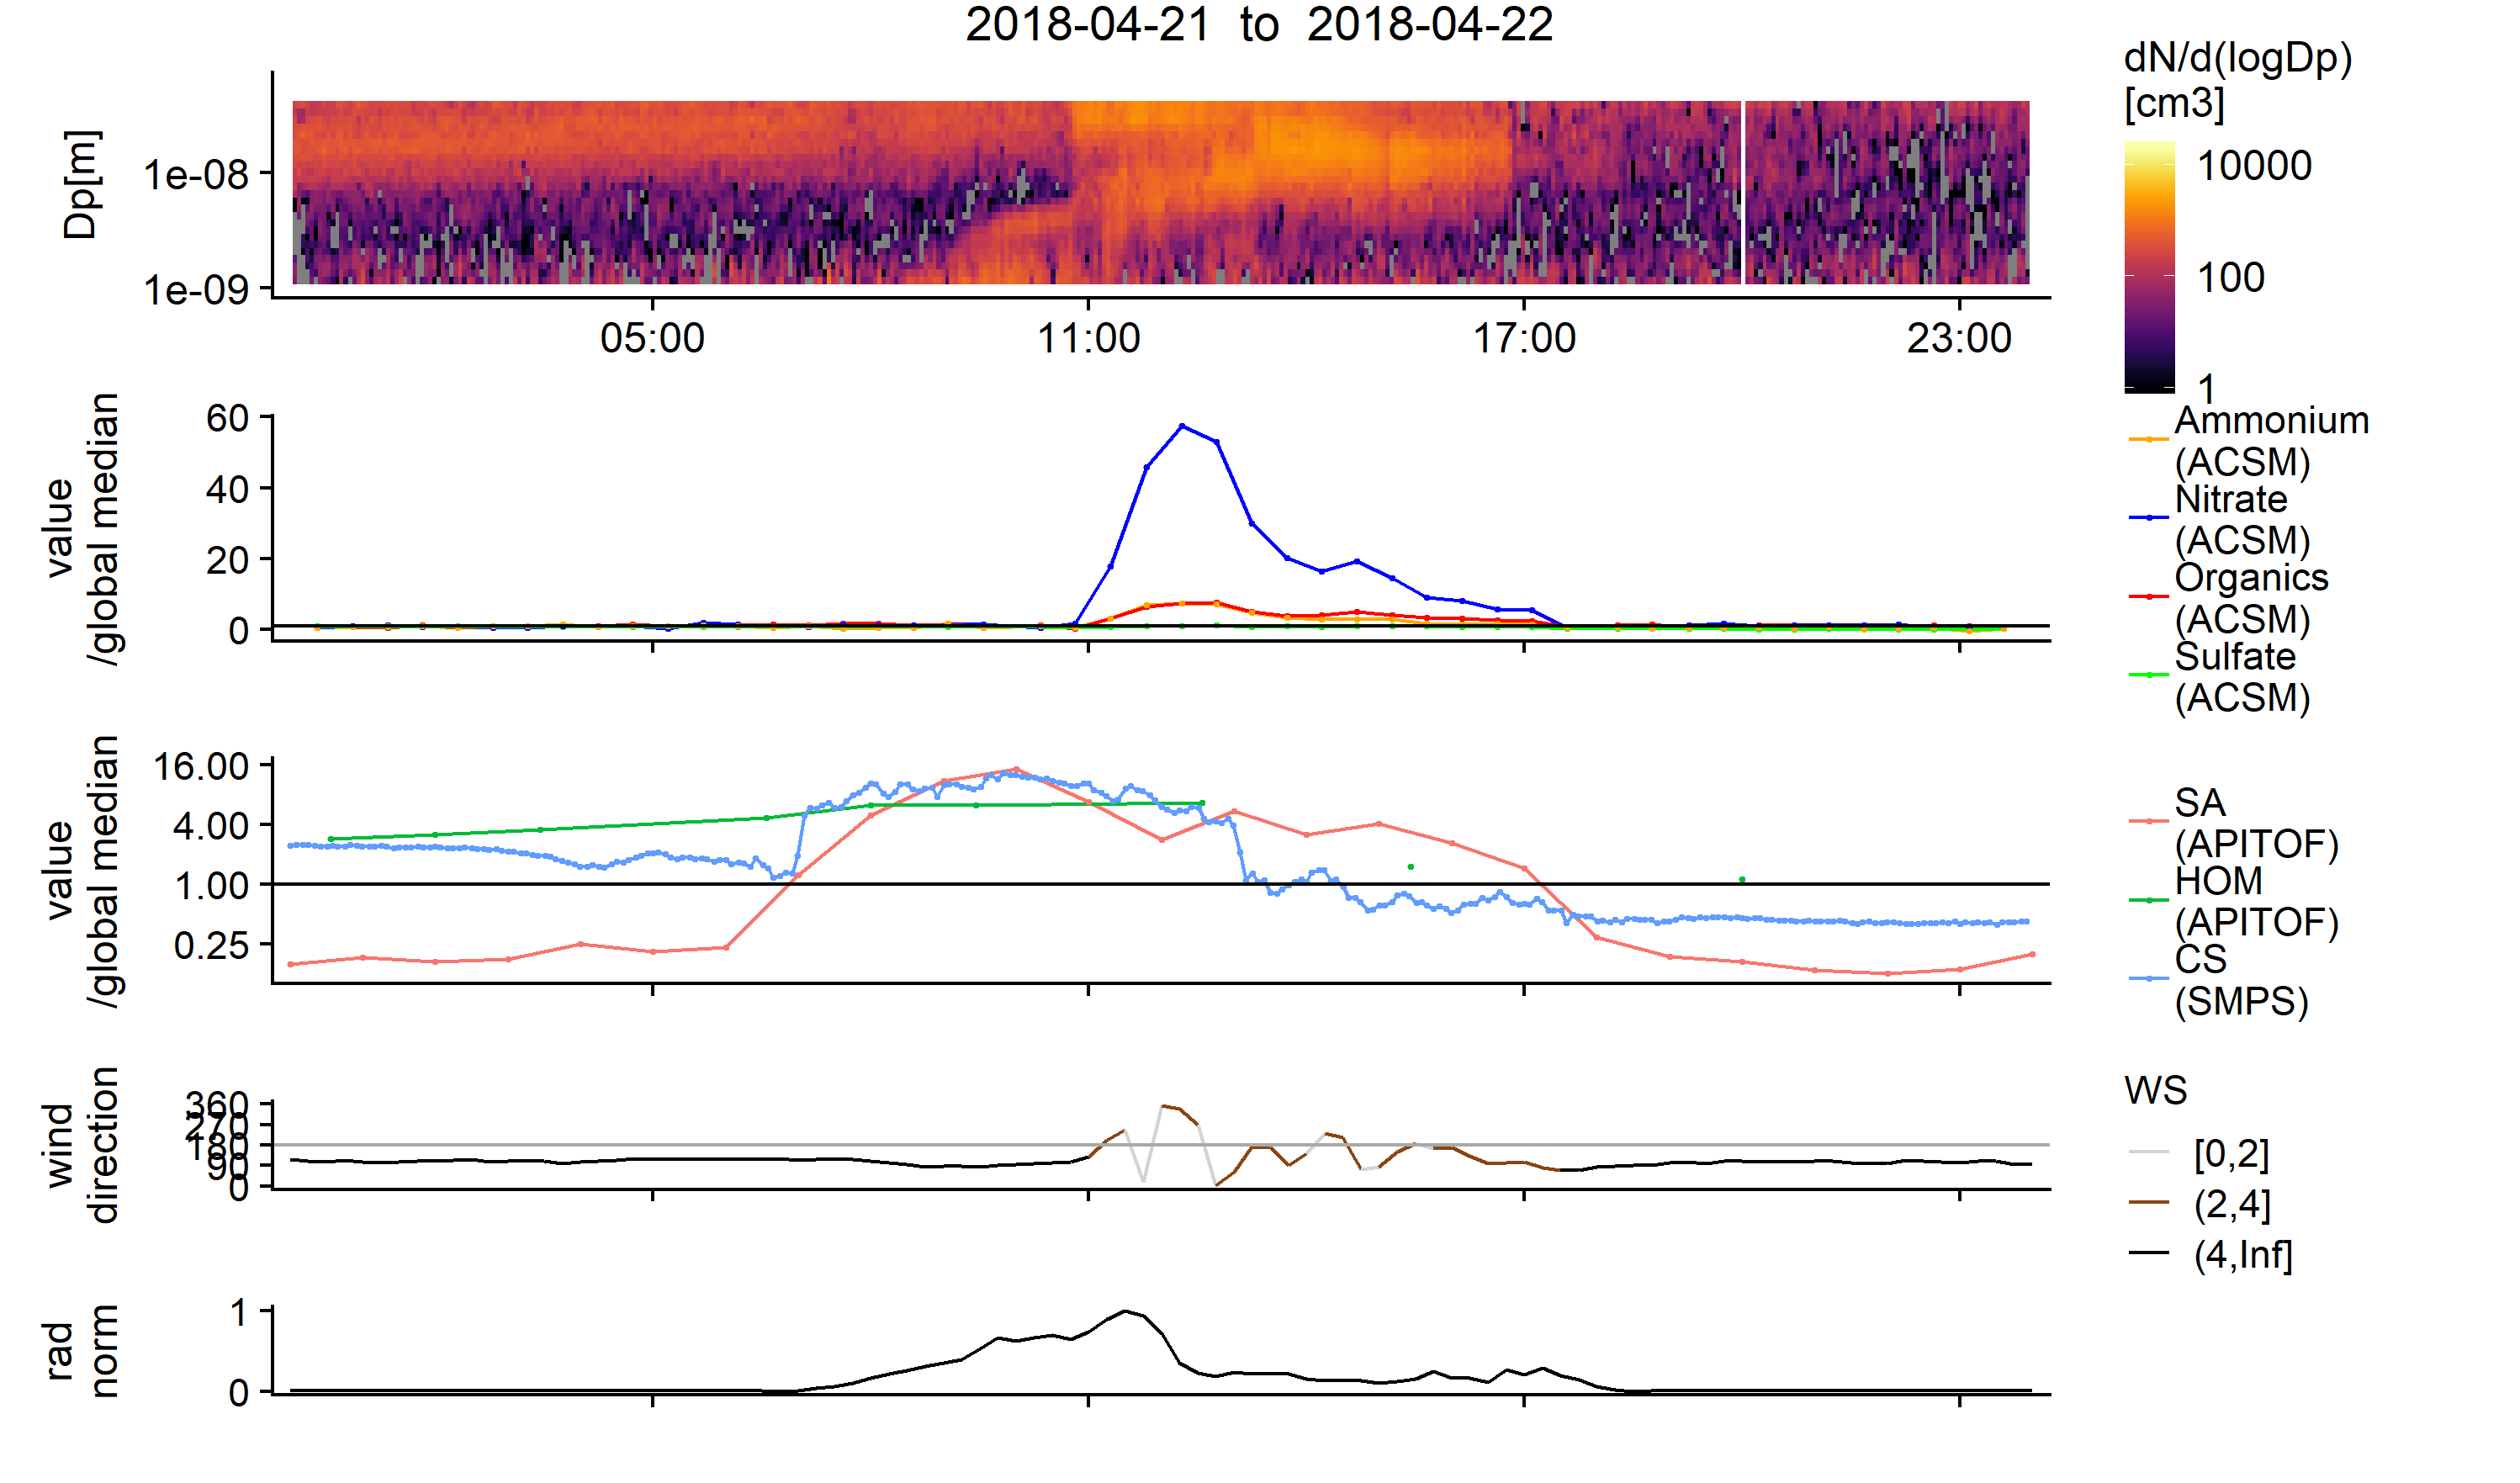 2018-04-21 to 2018-04-22
Dp[m]
1e-08
1e-09
05:00
11:00
17:00
23:00
dN/d(logDp)
[cm3]
10000
100
1
value
/global median
60
40
20
0
Ammonium
(ACSM)
Nitrate
(ACSM)
Organics
(ACSM)
Sulfate
(ACSM)
value
/global median
16.00
4.00
1.00
0.25
SA
(APITOF)
HOM
(APITOF)
CS
(SMPS)
wind
direction
360
270
180
90
0
WS
[0,2]
(2,4]
(4,Inf]
rad
norm
1
0